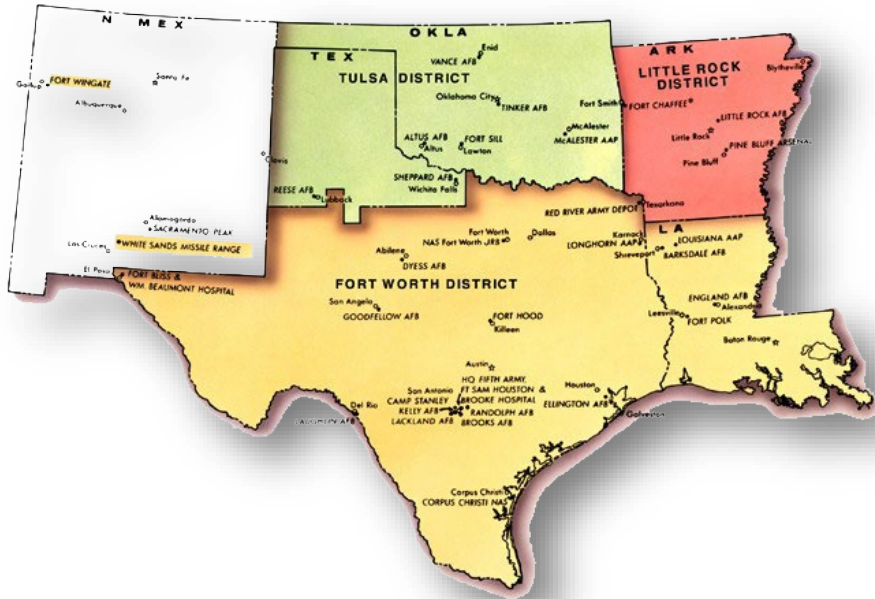 N MEX
OKLA
TEX
ARK
TULSA DISTRICT
LITTLE ROCK
DISTRICT
Enid
VANCE AFB
Blytheville
Gallup
FORT WINGATE
Santa Fe
Albuquerque
Oklahoma City
TINKER AFB
Fort Smith
FORT CHAFFEE
LITTLE ROCK AFB
Little Rock
McAlester
McALESTER AAP
PINE BLUFF ARSENAL
Pine Bluff
ALTUS AFB
Altus
FORT SILL
Lawton
Clovis
SHEPPARD AFB
Wichita Falls
REESE AFB
Lubbock
RED RIVER ARMY DEPOT
Texarkana
Alamogordo
SACRAMENTO PEAK
WHITE SANDS MISSILE RANGE
Las Cruces
El Paso
FORT BLISS &
WM. BEAUMONT HOSPITAL
Fort Worth
NAS Fort Worth JRB
Dallas
Abilene
DYESS AFB
LA
Karnack
LONGHORN AAP
LOUISIANA AAP
Shreveport
BARKSDALE AFB
FORT WORTH DISTRICT
San Angelo
GOODFELLOW AFB
FORT HOOD
Killeen
ENGLAND AFB
Alexandria
Leesville
FORT POLK
Baton Rouge
Austin
HQ FIFTH ARMY,
FT SAM HOUSTON &
BROOKE HOSPITAL
San Antonio
CAMP STANLEY
KELLY AFB
LACKLAND AFB
RANDOLPH AFB
BROOKS AFB
Houston
ELLINGTON AFB
Galveston
Del Rio
LAUGHLIN AFB
Corpus Christi
CORPUS CHRISTI NAS